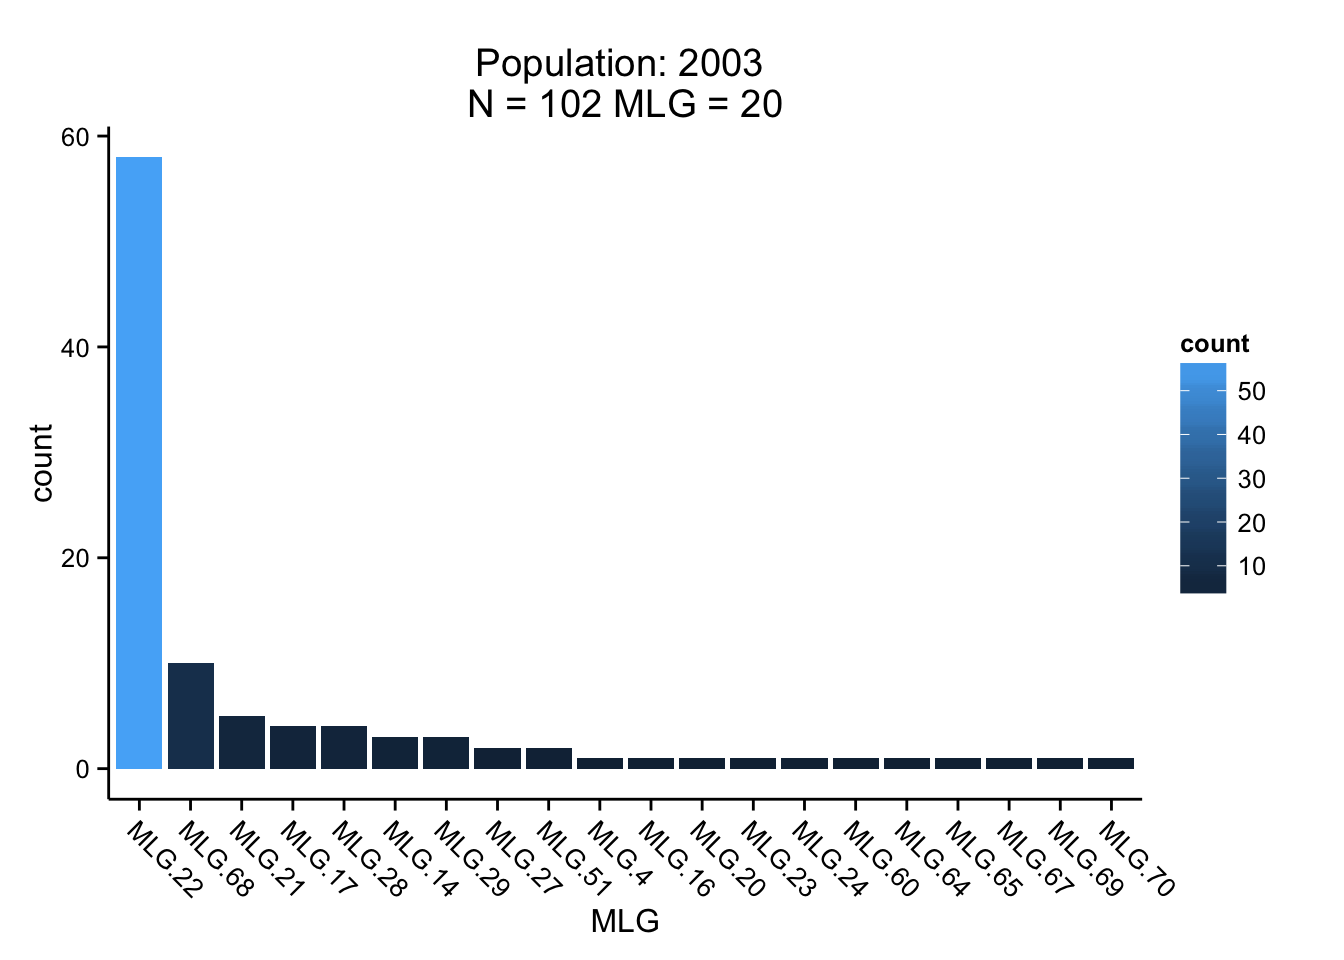 Population: 2003
N = 102 MLG = 20
60
40
20
0
count
MLG.22
MLG.68
MLG.21
MLG.17
MLG.28
MLG.14
MLG.29
MLG.27
MLG.51
MLG.4
MLG.16
MLG.20
MLG.23
MLG.24
MLG.60
MLG.64
MLG.65
MLG.67
MLG.69
MLG.70
MLG
count
50
40
30
20
10